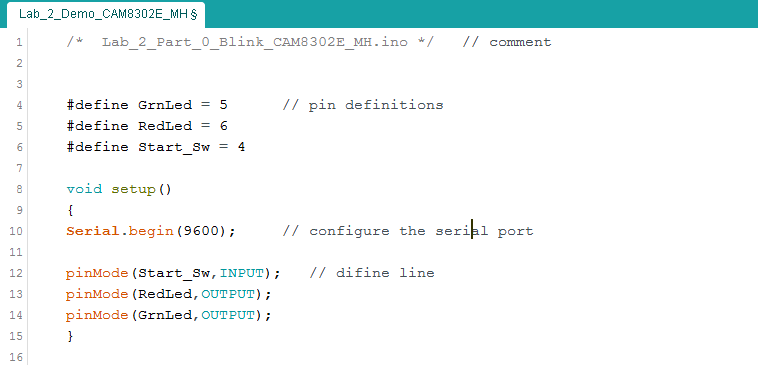 Lab_2_Demo_CAM8302E_MH §
1 /* Lab_2_Part_0_Blink_CAM8302E_MH.ino */ // comment
2
3
4 #define GrnLed = 5 // pin definitions
5 #define RedLed = 6
6 #define Start_Sw = 4
7
8 void setup()
9 {
10 Serial.begin(9600); // configure the serial port
11
12 pinMode(Start_Sw,INPUT); // difine line
13 pinMode(RedLed,OUTPUT);
14 pinMode(GrnLed,OUTPUT);
15 }
16